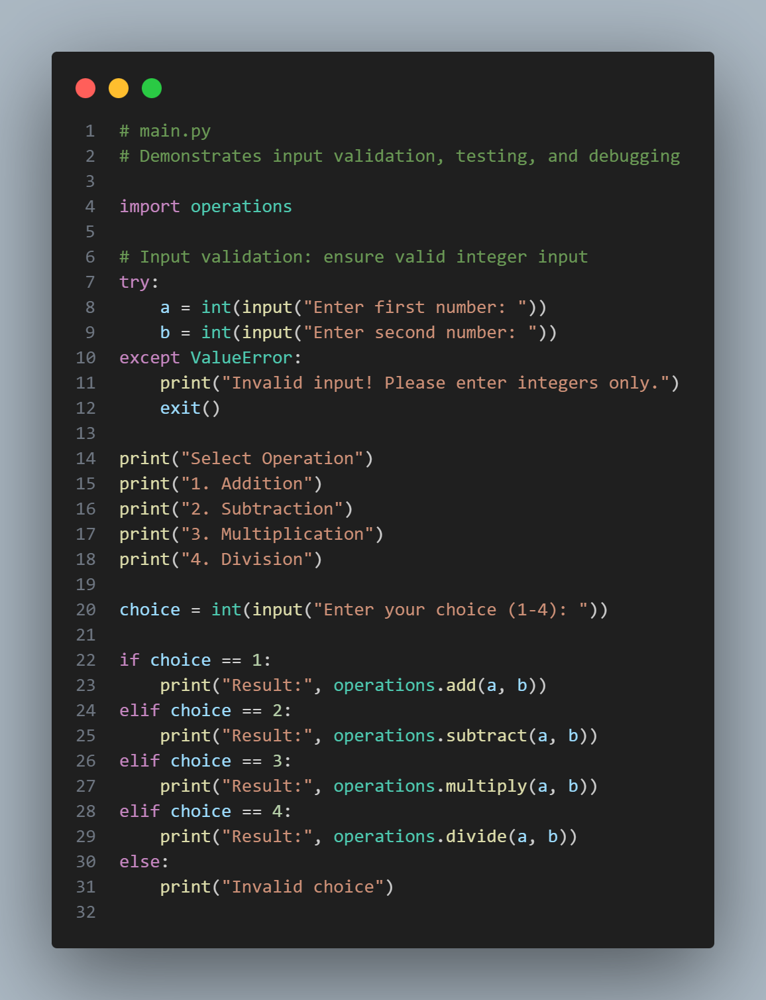 1 # main.py
2 # Demonstrates input validation, testing, and debugging
3
4 import operations
5
6 # Input validation: ensure valid integer input
7 try:
8     a = int(input("Enter first number: "))
9     b = int(input("Enter second number: "))
10 except ValueError:
11     print("Invalid input! Please enter integers only.")
12     exit()
13
14 print("Select Operation")
15 print("1. Addition")
16 print("2. Subtraction")
17 print("3. Multiplication")
18 print("4. Division")
19
20 choice = int(input("Enter your choice (1-4): "))
21
22 if choice == 1:
23     print("Result:", operations.add(a, b))
24 elif choice == 2:
25     print("Result:", operations.subtract(a, b))
26 elif choice == 3:
27     print("Result:", operations.multiply(a, b))
28 elif choice == 4:
29     print("Result:", operations.divide(a, b))
30 else:
31     print("Invalid choice")
32